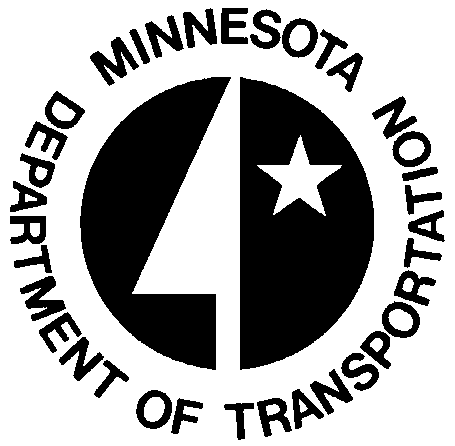 MINNESOTA
DEPARTMENT OF TRANSPORTATION